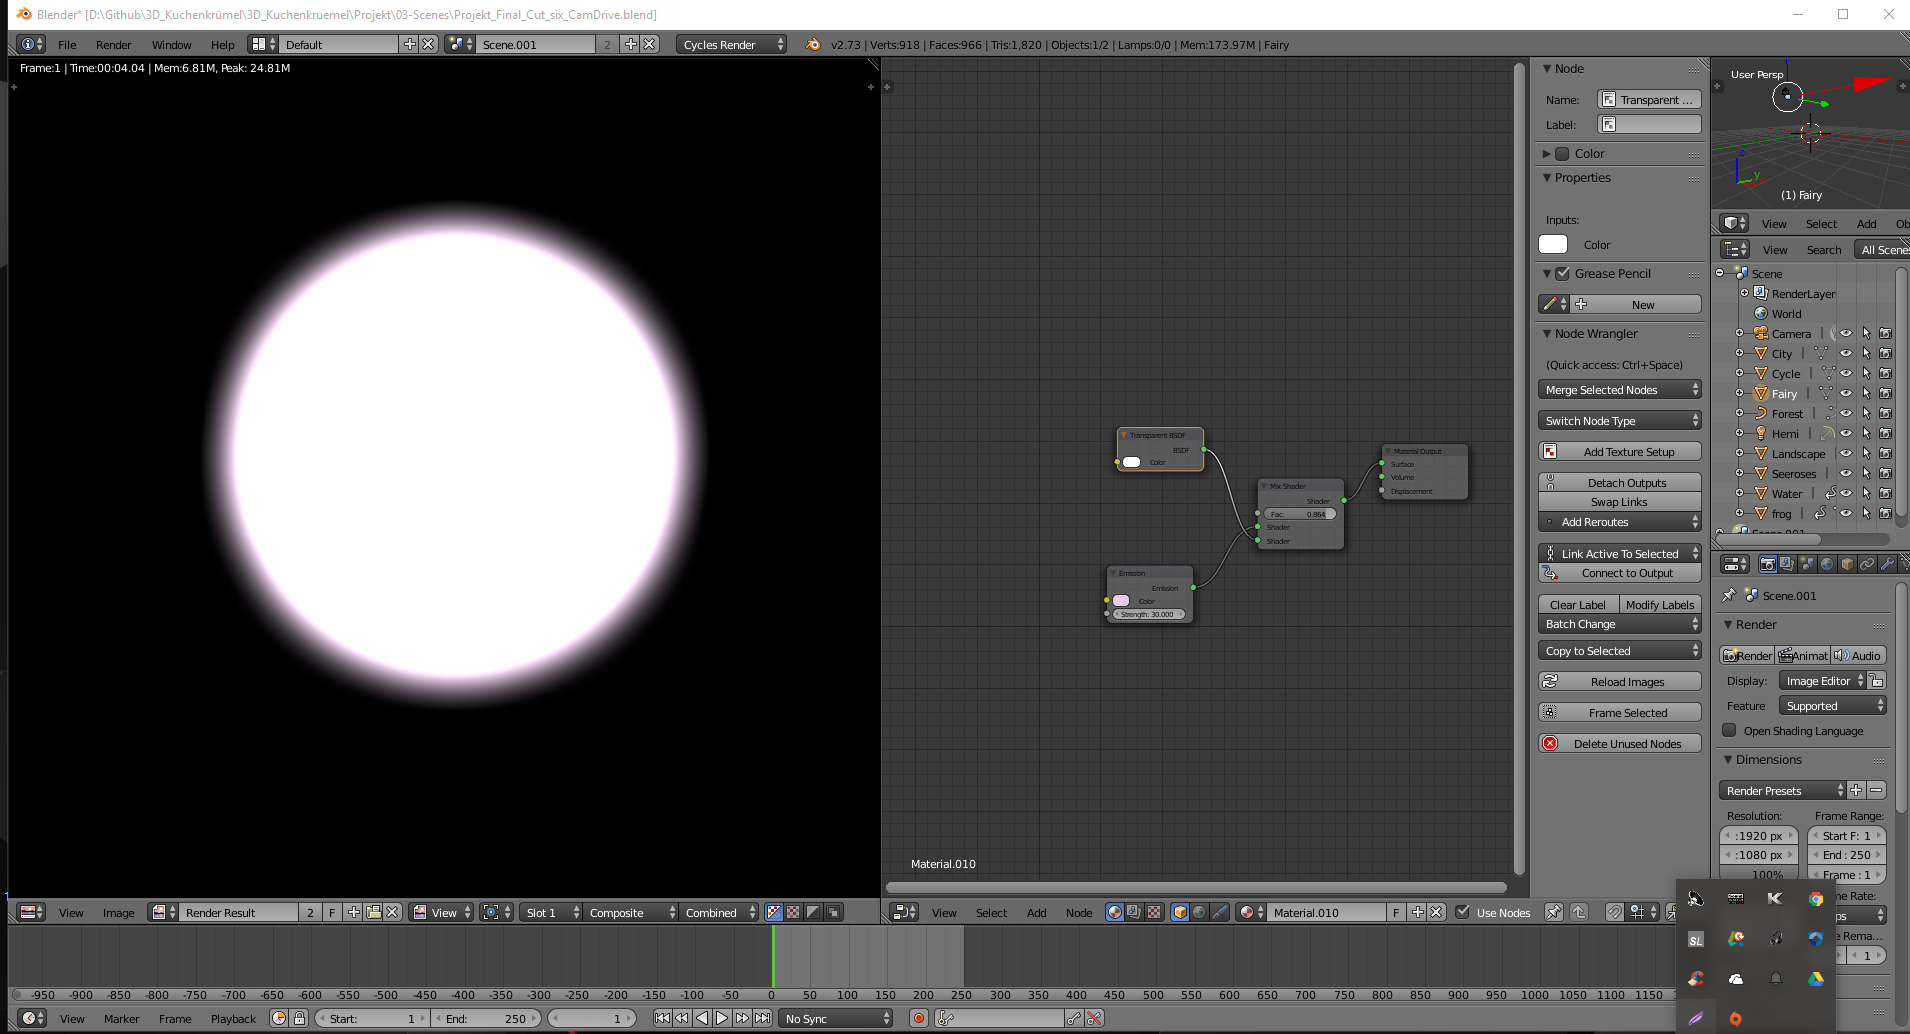 Blender* [D:\Github\3D_Kuchenkrümel\3D_Kuchenkruemel\Projekt\03-Scenes\Projekt_Final_Cut_six_CamDrive.blend]
File Render Window Help Default Scene.001 2 Cycles Render v2.73 | Verts:918 | Faces:966 | Tris:1,820 | Objects:1/2 | Lamps:0/0 | Mem:173.97M | Fairy
Frame:1 | Time:00:04.04 | Mem:6.81M, Peak: 24.81M
Transparent BSDF
BSDF
Color
Mix Shader
Shader
Fac: 0.864
Shader
Shader
Material Output
Surface
Volume
Displacement
Emission
Emission
Color
Strength: 30.000
Material.010
Node
Name: Transparent ...
Label:
Color
Properties
Inputs:
Color
Grease Pencil
New
Node Wrangler
(Quick access: Ctrl+Space)
Merge Selected Nodes
Switch Node Type
Add Texture Setup
Detach Outputs
Swap Links
Add Reroutes
Link Active To Selected
Connect to Output
Clear Label Modify Labels
Batch Change
Copy to Selected
Reload Images
Frame Selected
Delete Unused Nodes
User Persp
z
y
(1) Fairy
View Select Add Ob
View Search All Scenes
Scene
RenderLayer
World
Camera
City
Cycle
Fairy
Forest
Hemi
Landscape
Seeroses
Water
frog
Scene.001
Render
Render Animat Audio
Display: Image Editor
Feature Supported
Open Shading Language
Dimensions
Render Presets
Resolution: Frame Range:
:1920 px Start F: 1
:1080 px End : 250
100% Frame : 1
me Rate:
ps
e Rema...
1
SL
K
View Image Render Result 2 F View Slot 1 Composite Combined
View Select Add Node Material.010 F Use Nodes
-950 -900 -850 -800 -750 -700 -650 -600 -550 -500 -450 -400 -350 -300 -250 -200 -150 -100 -50 0 50 100 150 200 250 300 350 400 450 500 550 600 650 700 750 800 850 900 950 1000 1050 1100 1150
View Marker Frame Playback Start: 1 End: 250 1 No Sync